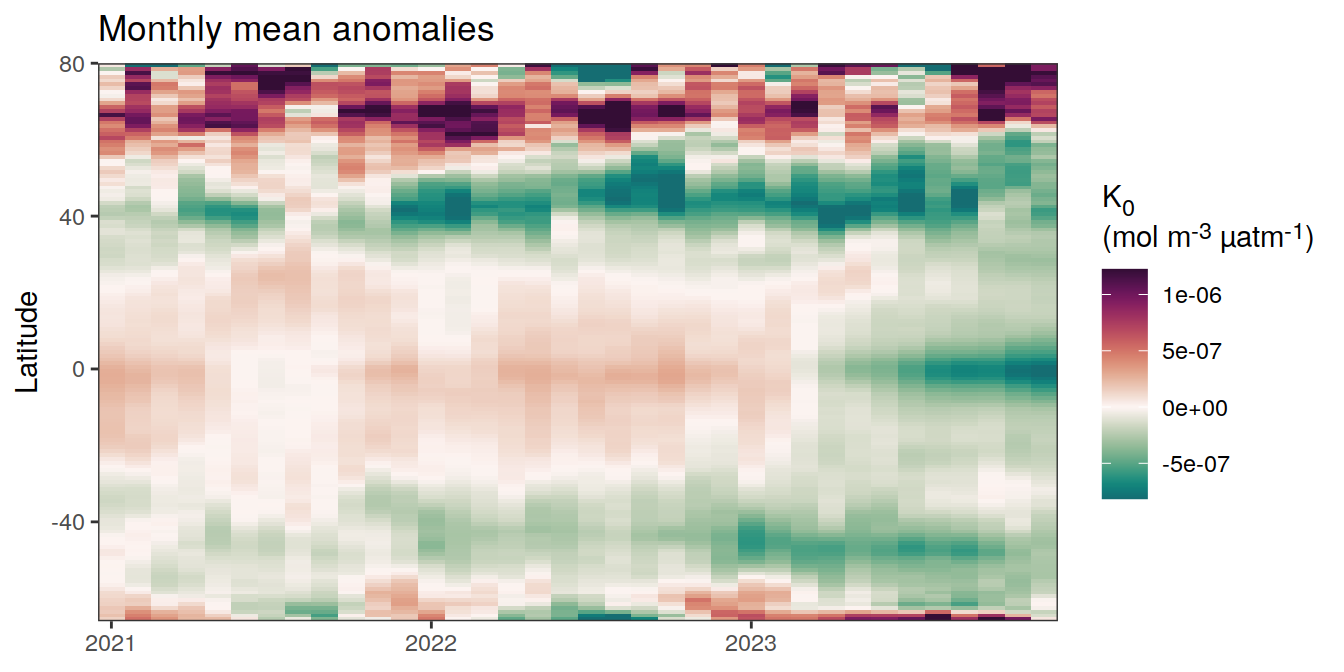 Monthly mean anomalies
80
40
0
-40
Latitude
2021
2022
2023
K₀
(mol m⁻³ µatm⁻¹)
1e-06
5e-07
0e+00
-5e-07